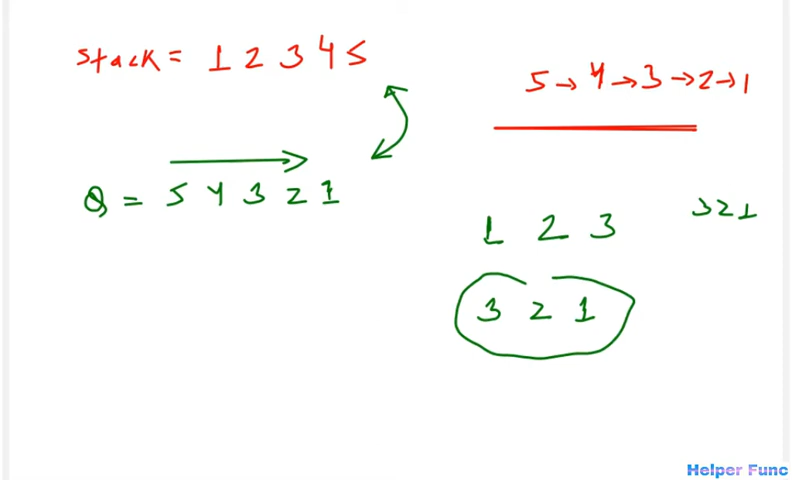 Stack = 1 2 3 4 5
5 → 4 → 3 → 2 → 1
Q = 5 4 3 2 1
1 2 3
3 2 1
3 2 1
Helper Func